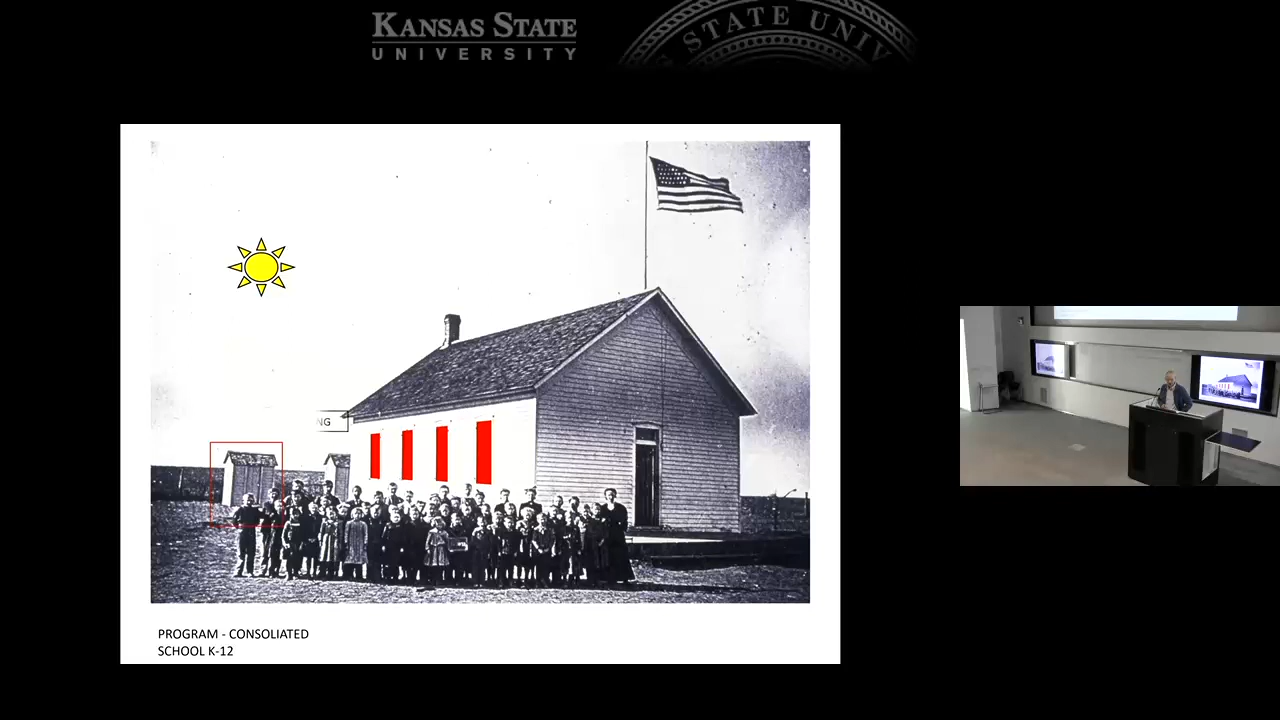 KANSAS STATE
UNIVERSITY
STATE UNIV
NG
PROGRAM - CONSOLIATED
SCHOOL K-12